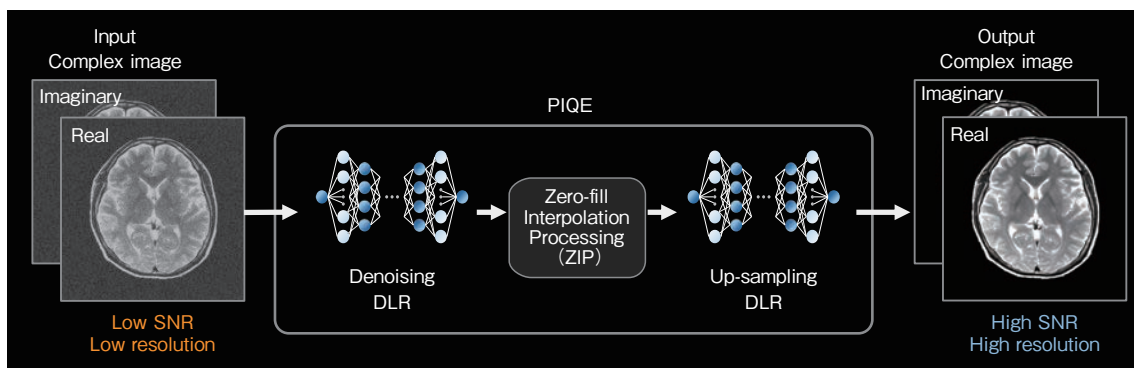 Input
Complex image
Imaginary
Real
Low SNR
Low resolution
PIQE
Denoising
DLR
Zero-fill
Interpolation
Processing
(ZIP)
Up-sampling
DLR
Output
Complex image
Imaginary
Real
High SNR
High resolution